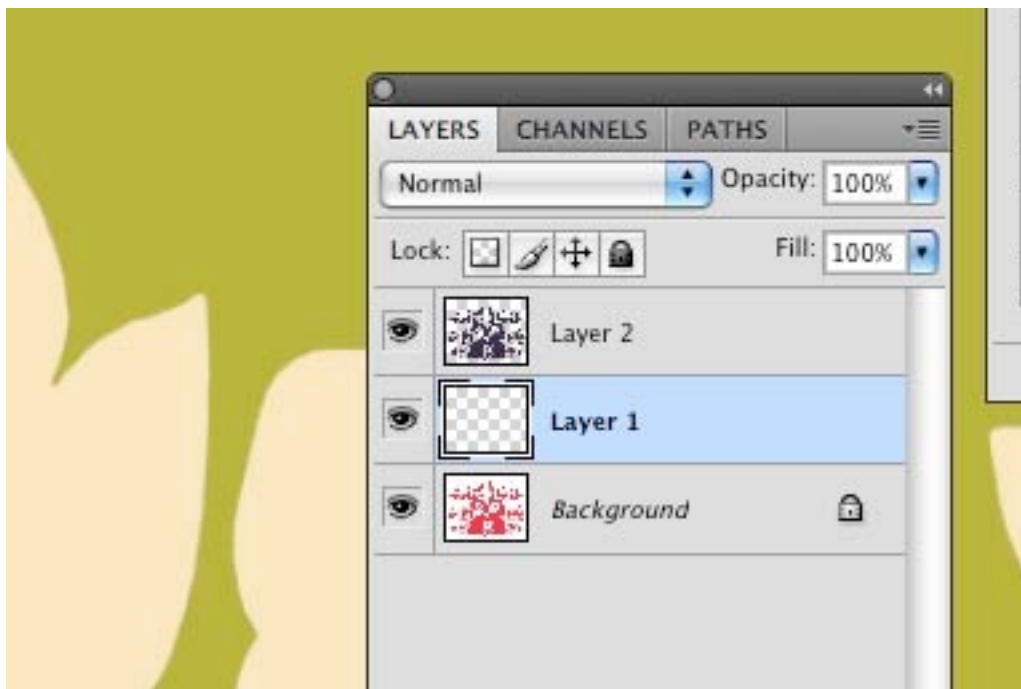 LAYERS CHANNELS PATHS
Normal Opacity: 100%
Lock: Fill: 100%
Layer 2
Layer 1
Background